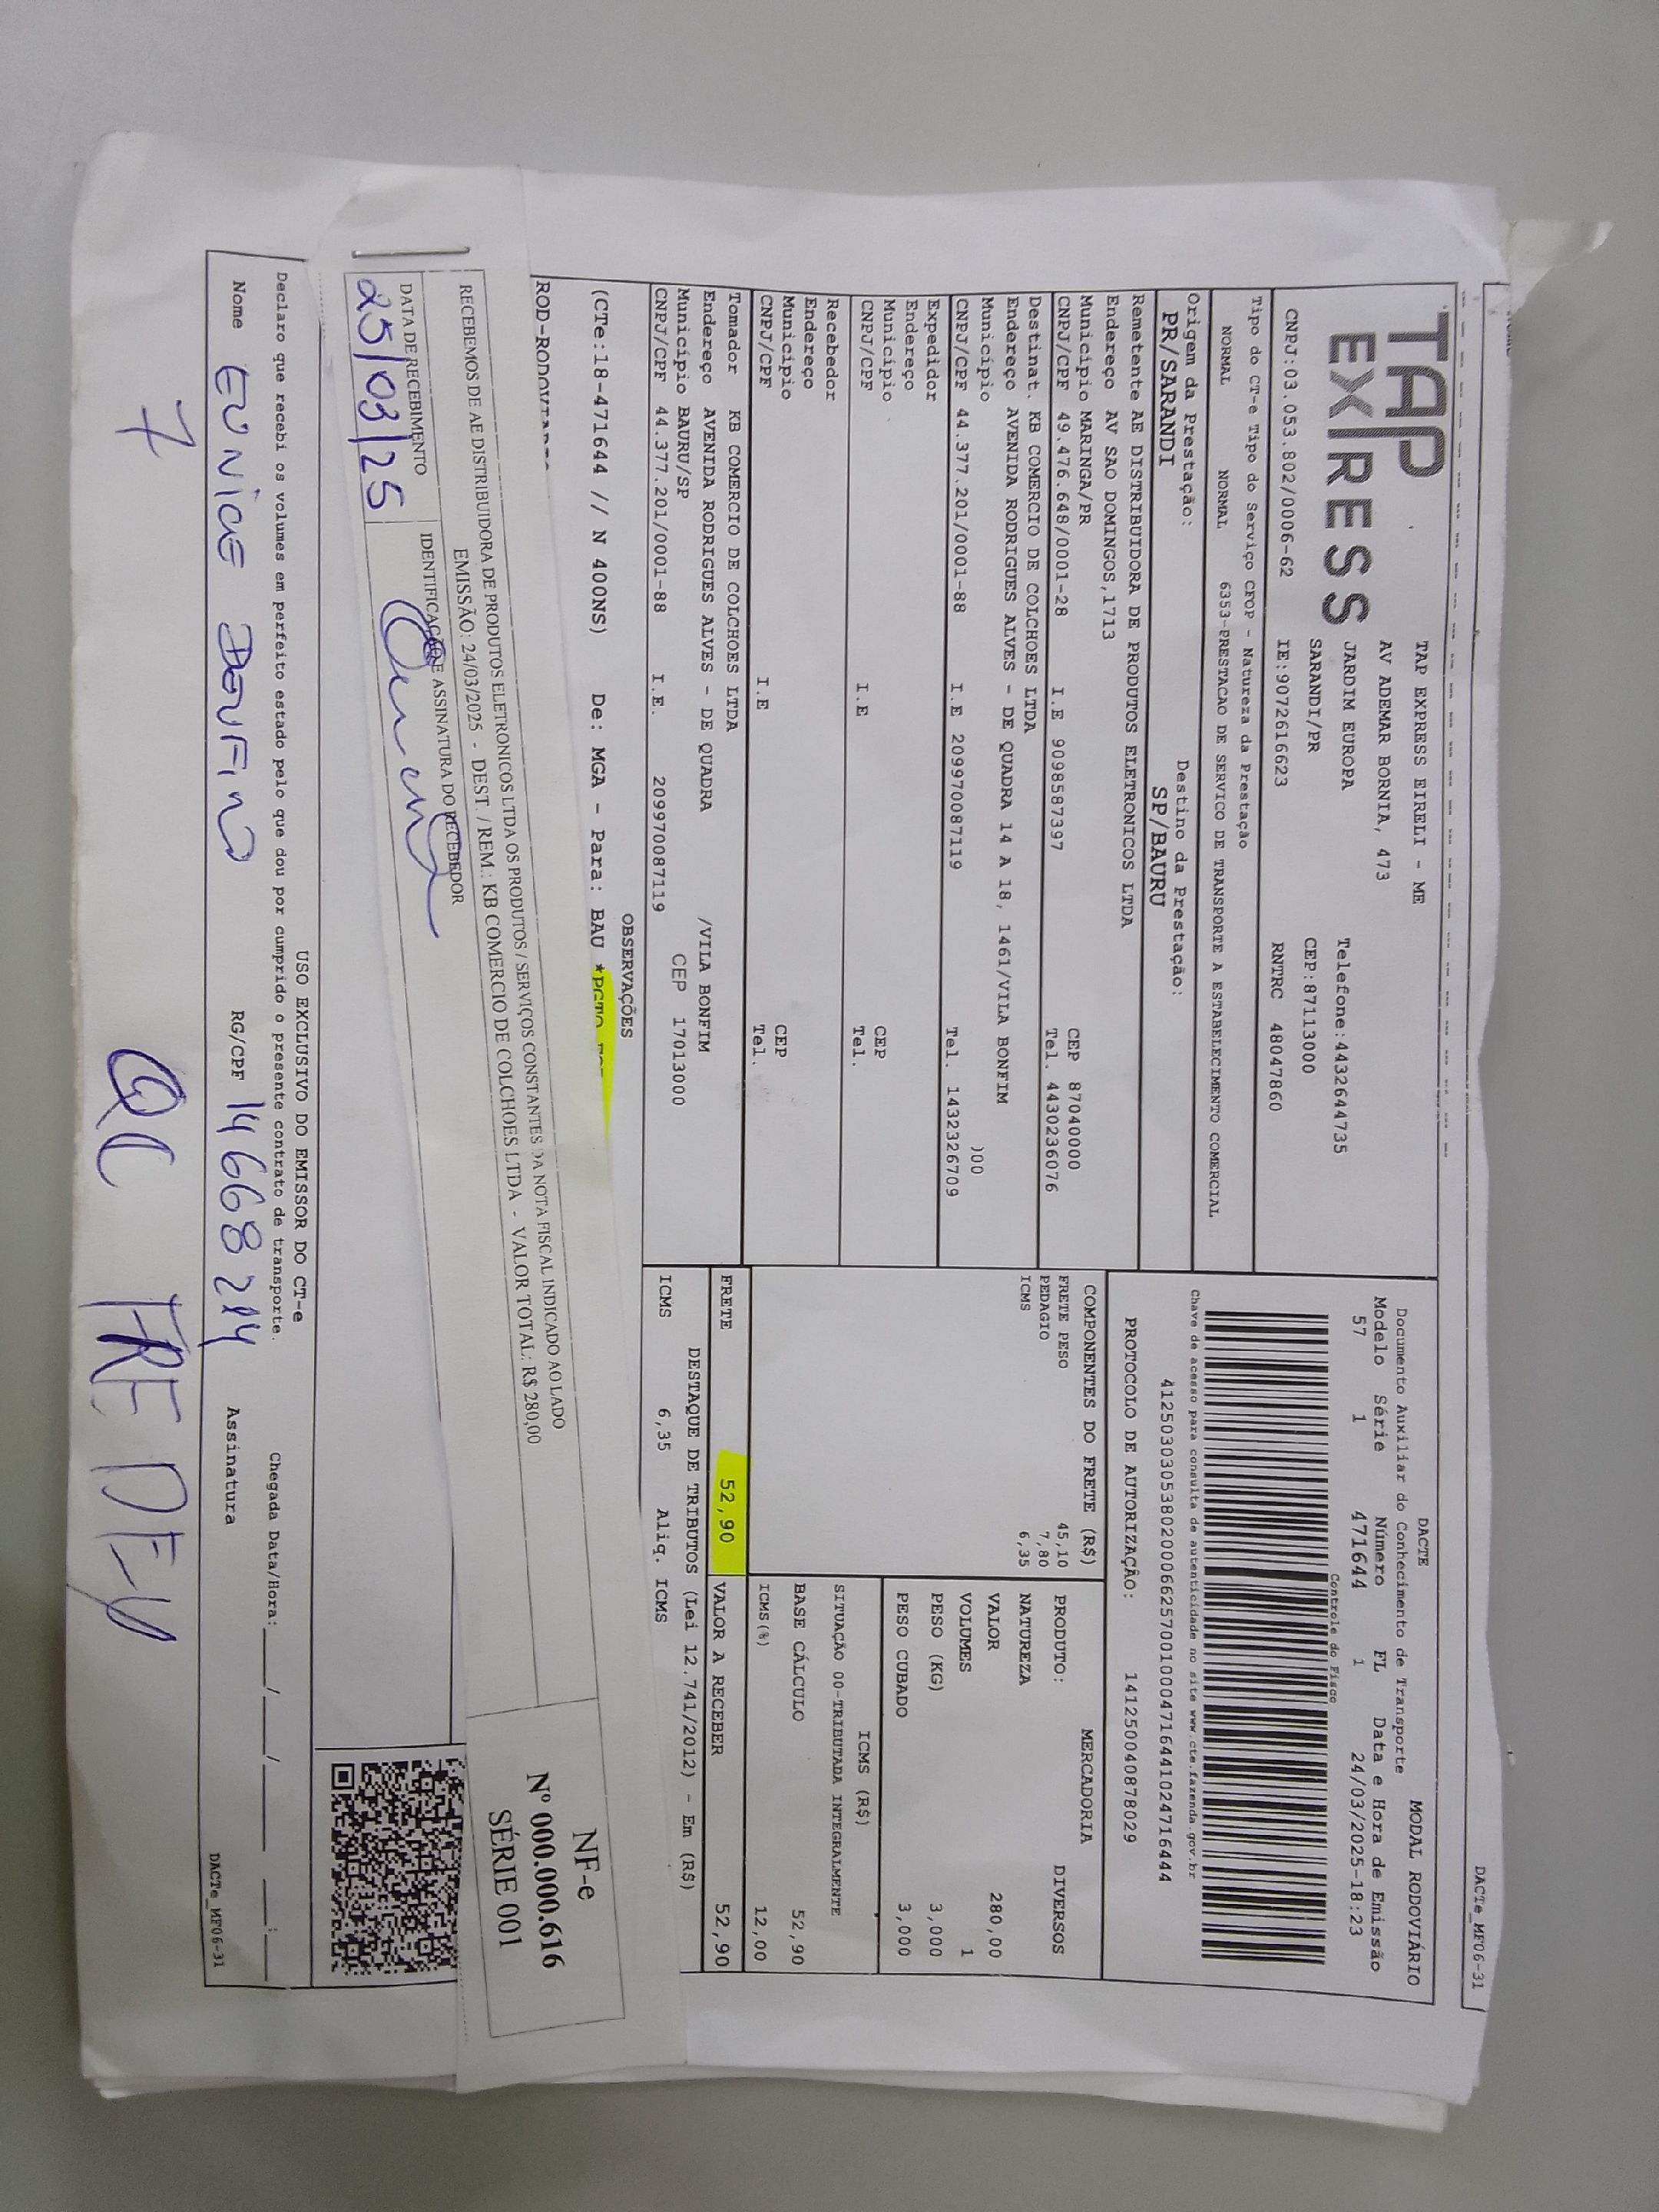 DACTe_MF06-31
TAP
EXPRESS
TAP EXPRESS EIRELI - ME
AV ADEMAR BORNIA, 473
JARDIM EUROPA
Telefone:4432644735
SARANDI/PR
CEP:87113000
CNPJ:03.053.802/0006-62
IE:9072616623
RNTRC 48047860
DACTE
MODAL RODOVIÁRIO
Documento Auxiliar do Conhecimento de Transporte
Modelo Série Número FL Data e Hora de Emissão
57 1 471644 1 24/03/2025-18:23
Controle do Fisco
Chave de acesso para consulta de autenticidade no site www.cte.fazenda.gov.br
41250303053802000662570010004716441024716444
PROTOCOLO DE AUTORIZAÇÃO: 141250040878029
Tipo do CT-e Tipo do Serviço CFOP - Natureza da Prestação
NORMAL NORMAL 6353-PRESTACAO DE SERVICO DE TRANSPORTE A ESTABELECIMENTO COMERCIAL
Origem da Prestação: Destino da Prestação:
PR/SARANDI SP/BAURU
Remetente AE DISTRIBUIDORA DE PRODUTOS ELETRONICOS LTDA
Endereço AV SAO DOMINGOS,1713
Município MARINGA/PR CEP 87040000
CNPJ/CPF 49.476.648/0001-28 I.E 9098587397 Tel. 4430236076
Destinat. KB COMERCIO DE COLCHOES LTDA
Endereço AVENIDA RODRIGUES ALVES - DE QUADRA 14 A 18, 1461/VILA BONFIM
Município )00
CNPJ/CPF 44.377.201/0001-88 I.E 209970087119 Tel. 1432326709
Expedidor
Endereço
Município CEP
CNPJ/CPF I.E Tel.
Recebedor
Endereço
Município CEP
CNPJ/CPF I.E Tel.
Tomador KB COMERCIO DE COLCHOES LTDA
Endereço AVENIDA RODRIGUES ALVES - DE QUADRA /VILA BONFIM
Município BAURU/SP CEP 17013000
CNPJ/CPF 44.377.201/0001-88 I.E. 209970087119
COMPONENTES DO FRETE (R$)
FRETE PESO 45,10
PEDAGIO 7,80
ICMS 6,35
MERCADORIA
PRODUTO: DIVERSOS
NATUREZA
VALOR 280,00
VOLUMES 1
PESO (KG) 3,000
PESO CUBADO 3,000
ICMS (R$)
SITUAÇÃO 00-TRIBUTADA INTEGRALMENTE
BASE CÁLCULO 52,90
ICMS(%) 12,00
FRETE 52,90 VALOR A RECEBER 52,90
DESTAQUE DE TRIBUTOS (Lei 12.741/2012) - Em (R$)
ICMS 6,35 Aliq. ICMS
OBSERVAÇÕES
(CTe:18-471644 // N 400NS) De: MGA - Para: BAU *PGTO
ROD-RODOVIARIO
RECEBEMOS DE AE DISTRIBUIDORA DE PRODUTOS ELETRONICOS LTDA OS PRODUTOS / SERVIÇOS CONSTANTES DA NOTA FISCAL INDICADO AO LADO
EMISSÃO: 24/03/2025 - DEST. / REM.: KB COMERCIO DE COLCHOES LTDA - VALOR TOTAL: R$ 280,00
DATA DE RECEBIMENTO
IDENTIFICAÇÃO E ASSINATURA DO RECEBEDOR
25/03/25
NF-e
Nº 000.000.616
SÉRIE 001
USO EXCLUSIVO DO EMISSOR DO CT-e
Declaro que recebi os volumes em perfeito estado pelo que dou por cumprido o presente contrato de transporte.
Chegada Data/Hora: ___/___/_____ ___:___
Nome EUNICE RG/CPF Assinatura
DACTe_MF06-31
7